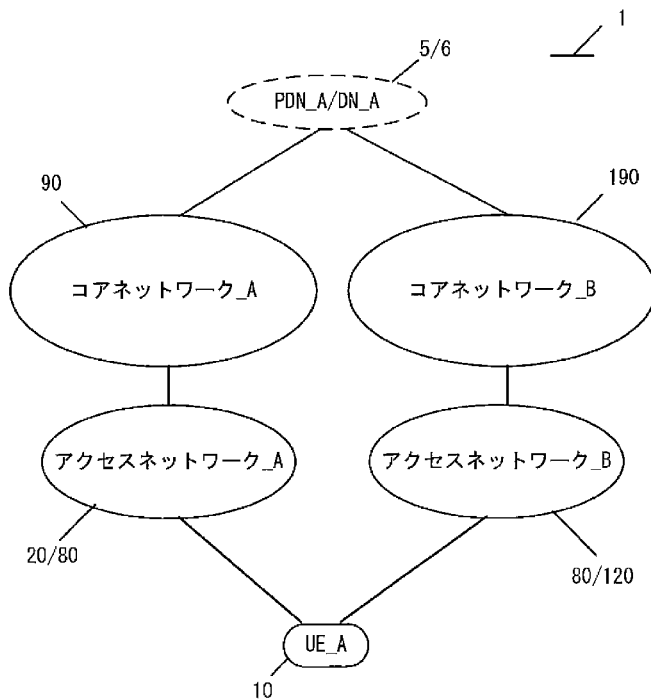 1
5/6
PDN_A/DN_A
90
190
コアネットワーク_A
コアネットワーク_B
アクセスネットワーク_A
アクセスネットワーク_B
20/80
80/120
UE_A
10